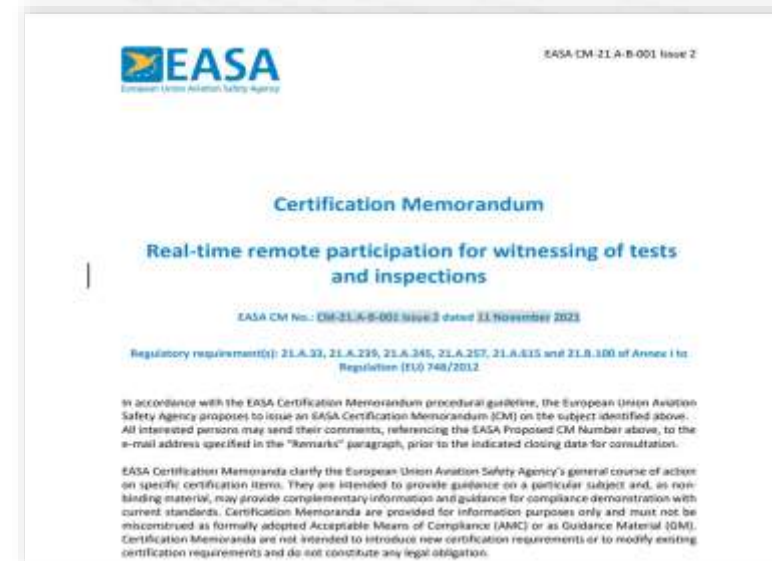 EASA CM-21.A-B-001 Issue 2
EASA
European Union Aviation Safety Agency
Certification Memorandum
Real-time remote participation for witnessing of tests
and inspections
EASA CM No.: CM-21.A-B-001 Issue 2 dated 11 November 2021
Regulatory requirement(s): 21.A.33, 21.A.239, 21.A.245, 21.A.257, 21.A.615 and 21.B.100 of Annex I to
Regulation (EU) 748/2012
In accordance with the EASA Certification Memorandum procedural guideline, the European Union Aviation
Safety Agency proposes to issue an EASA Certification Memorandum (CM) on the subject identified above.
All interested persons may send their comments, referencing the EASA Proposed CM Number above, to the
e-mail address specified in the "Remarks" paragraph, prior to the indicated closing date for consultation.
EASA Certification Memoranda clarify the European Union Aviation Safety Agency's general course of action
on specific certification items. They are intended to provide guidance on a particular subject and, as non-
binding material, may provide complementary information and guidance for compliance demonstration with
current standards. Certification Memoranda are provided for information purposes only and must not be
misconstrued as formally adopted Acceptable Means of Compliance (AMC) or as Guidance Material (GM).
Certification Memoranda are not intended to introduce new certification requirements or to modify existing
certification requirements and do not constitute any legal obligation.